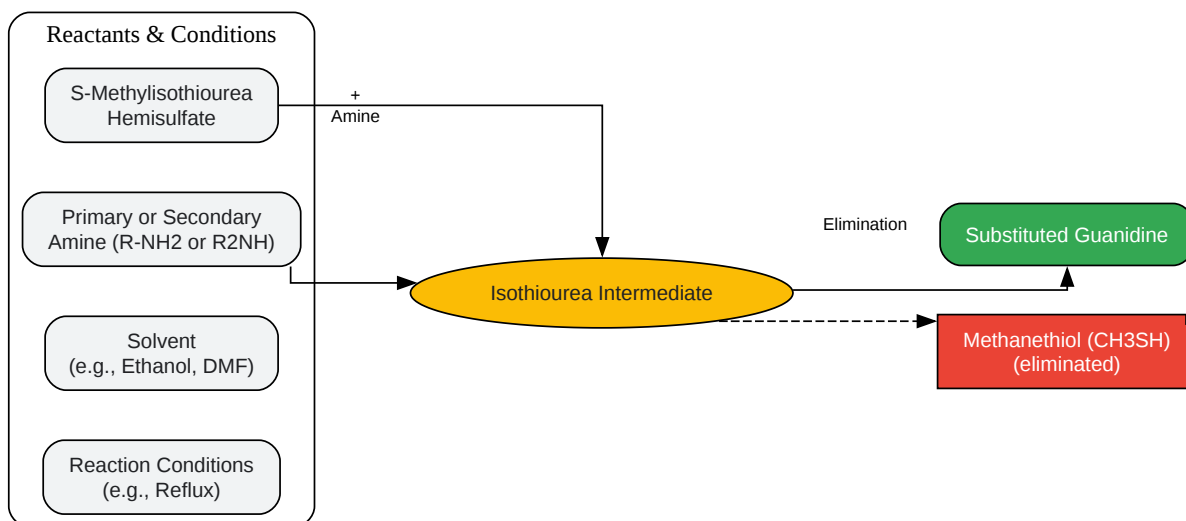 Reactants & Conditions
S-Methylisothiourea
Hemisulfate
+
Amine
Primary or Secondary
Amine (R-NH2 or R2NH)
Elimination
Substituted Guanidine
Isothiourea Intermediate
Solvent
(e.g., Ethanol, DMF)
Methanethiol (CH3SH)
(eliminated)
Reaction Conditions
(e.g., Reflux)